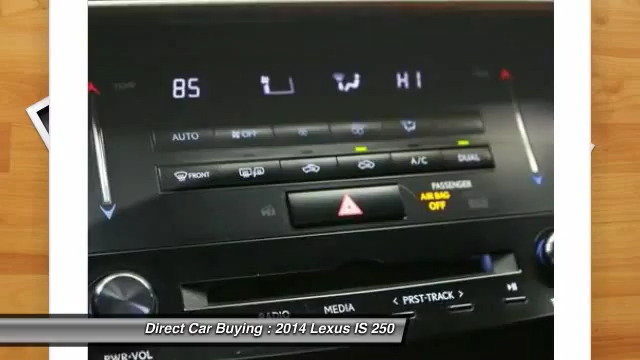 85 HI
AUTO OFF
FRONT A/C DUAL
PASSENGER
AIR BAG
OFF
RADIO MEDIA < PRST-TRACK >
Direct Car Buying : 2014 Lexus IS 250
PWR•VOL